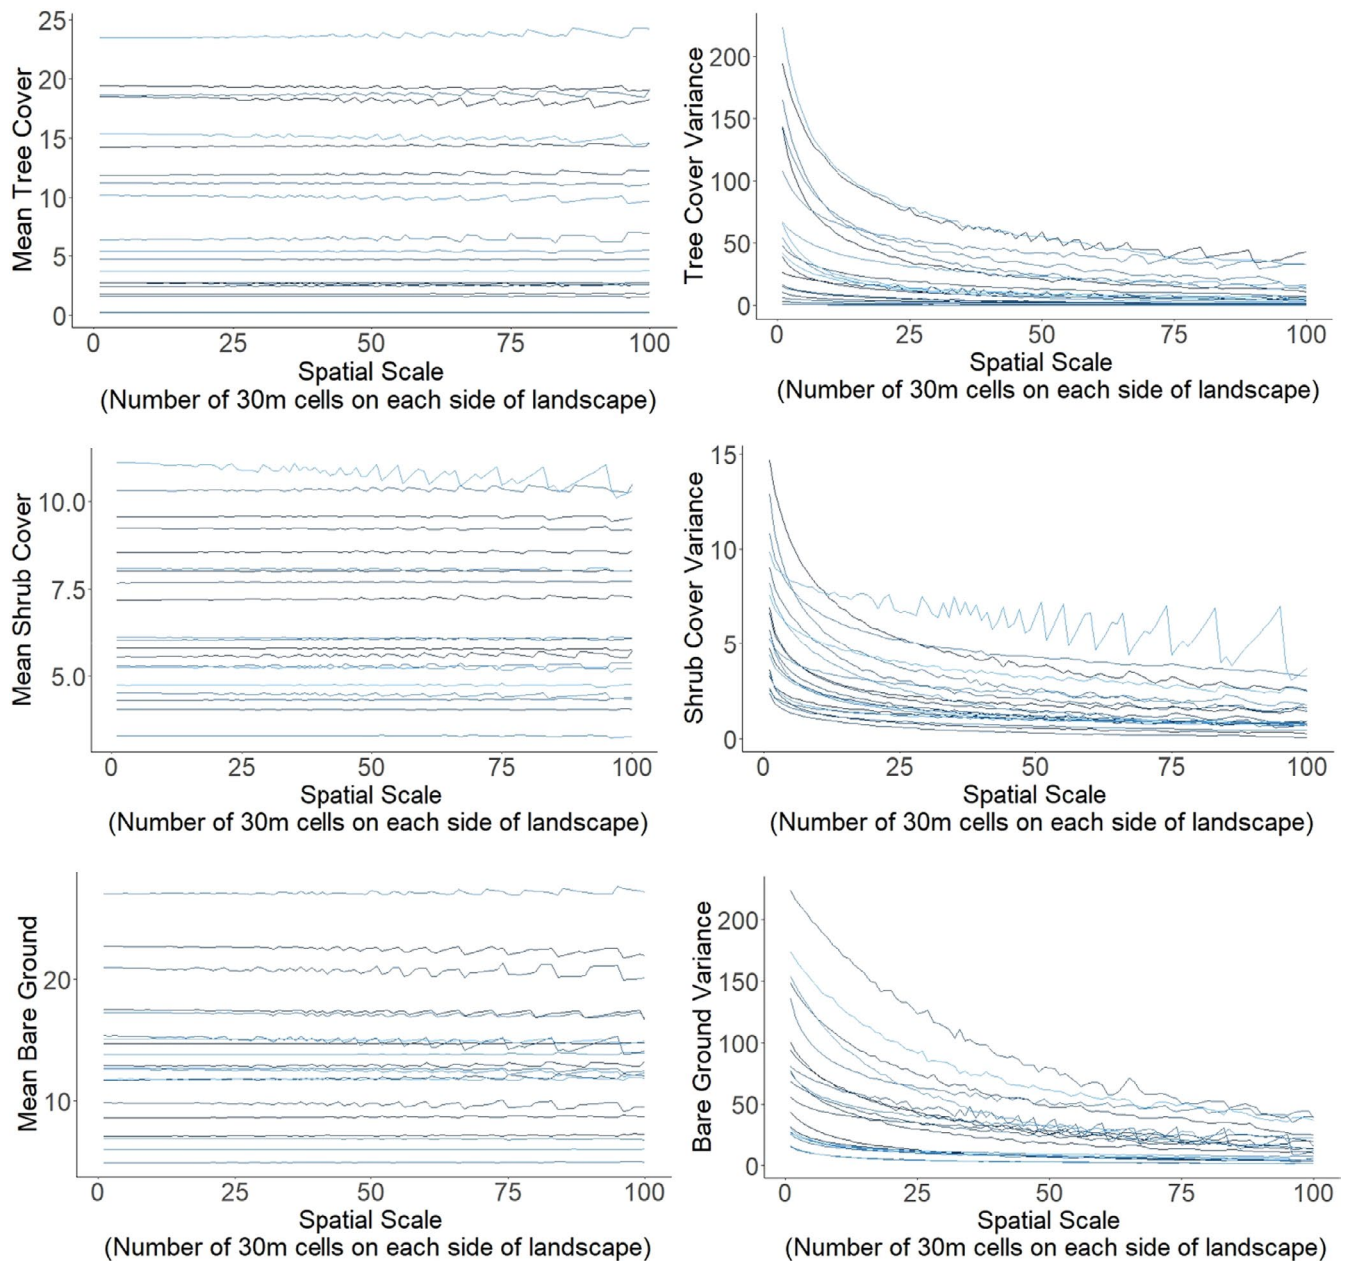 Mean Tree Cover
25
20
15
10
5
0
0 25 50 75 100
Spatial Scale
(Number of 30m cells on each side of landscape)
Tree Cover Variance
200
150
100
50
0
0 25 50 75 100
Spatial Scale
(Number of 30m cells on each side of landscape)
Mean Shrub Cover
10.0
7.5
5.0
0 25 50 75 100
Spatial Scale
(Number of 30m cells on each side of landscape)
Shrub Cover Variance
15
10
5
0
0 25 50 75 100
Spatial Scale
(Number of 30m cells on each side of landscape)
Mean Bare Ground
20
10
0 25 50 75 100
Spatial Scale
(Number of 30m cells on each side of landscape)
Bare Ground Variance
200
150
100
50
0
0 25 50 75 100
Spatial Scale
(Number of 30m cells on each side of landscape)